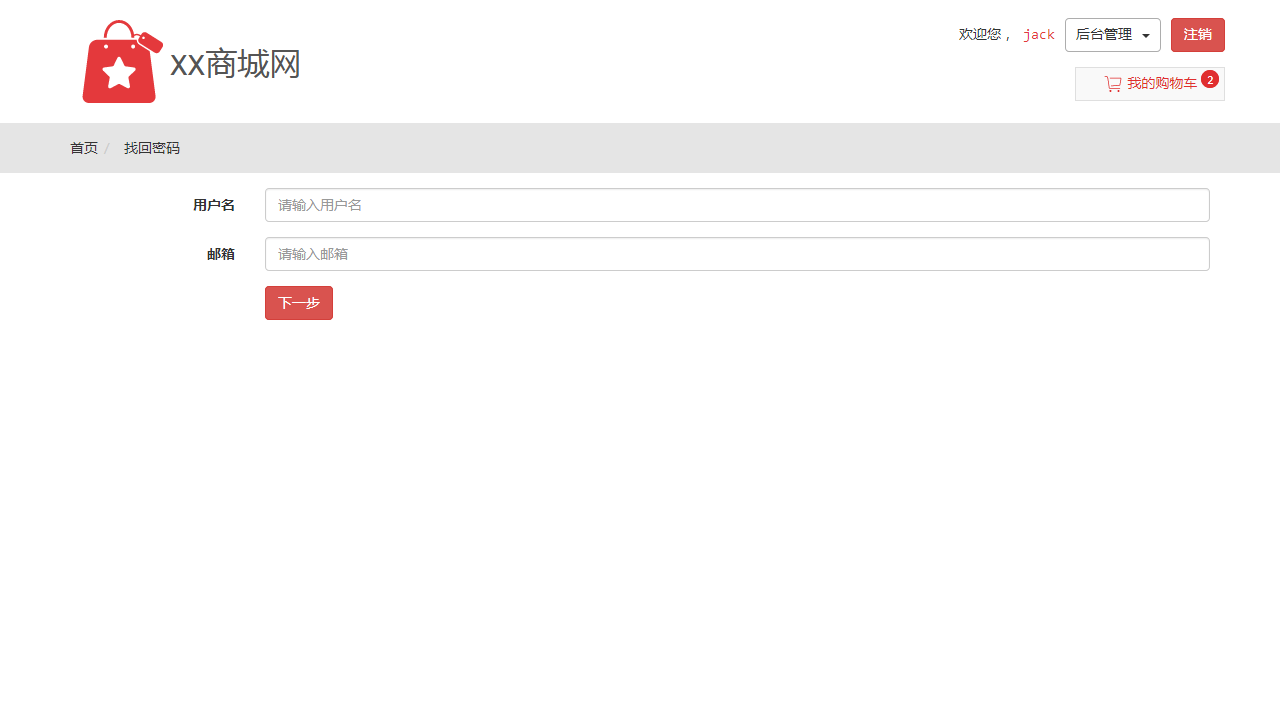 xx商城网
欢迎您 , jack 后台管理 注销
我的购物车 2
首页 / 找回密码
用户名 请输入用户名
邮箱 请输入邮箱
下一步